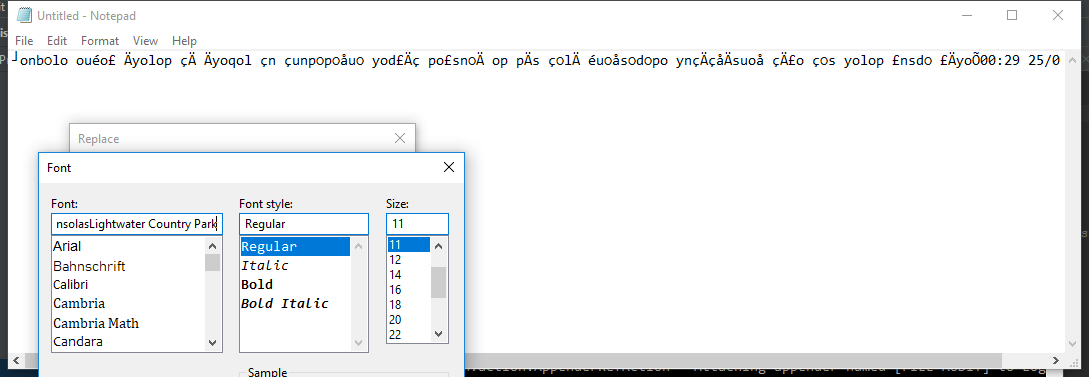 Untitled - Notepad
File Edit Format View Help
┘onbolo ouéo£ Äyolop çÄ Äyoqol çn çunpopoåuo yod£Äç po£snoÄ op pÄs çolÄ éuoåsodopo ynçÄçåÄsuoå çÄ£o ços yolop £nsdo £ÄyoÕ00:29 25/0
Replace
Font
Font: Font style: Size:
nsolasLightwater Country Park Regular 11
Arial Regular 11
Bahnschrift Italic 12
Calibri Bold 14
Cambria Bold Italic 16
Cambria Math 18
Candara 20
22
Sample